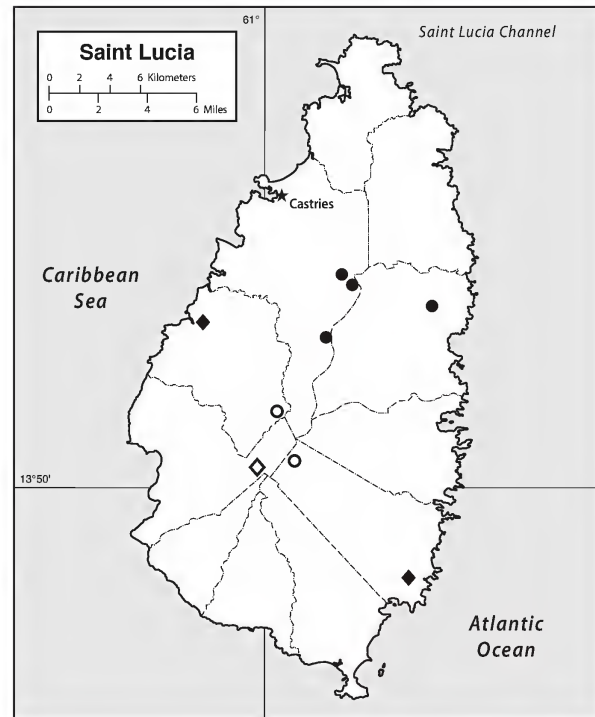 61°
Saint Lucia Channel
Saint Lucia
0 2 4 6 Kilometers
0 2 4 6 Miles
Castries
Caribbean
Sea
13°50'
Atlantic
Ocean